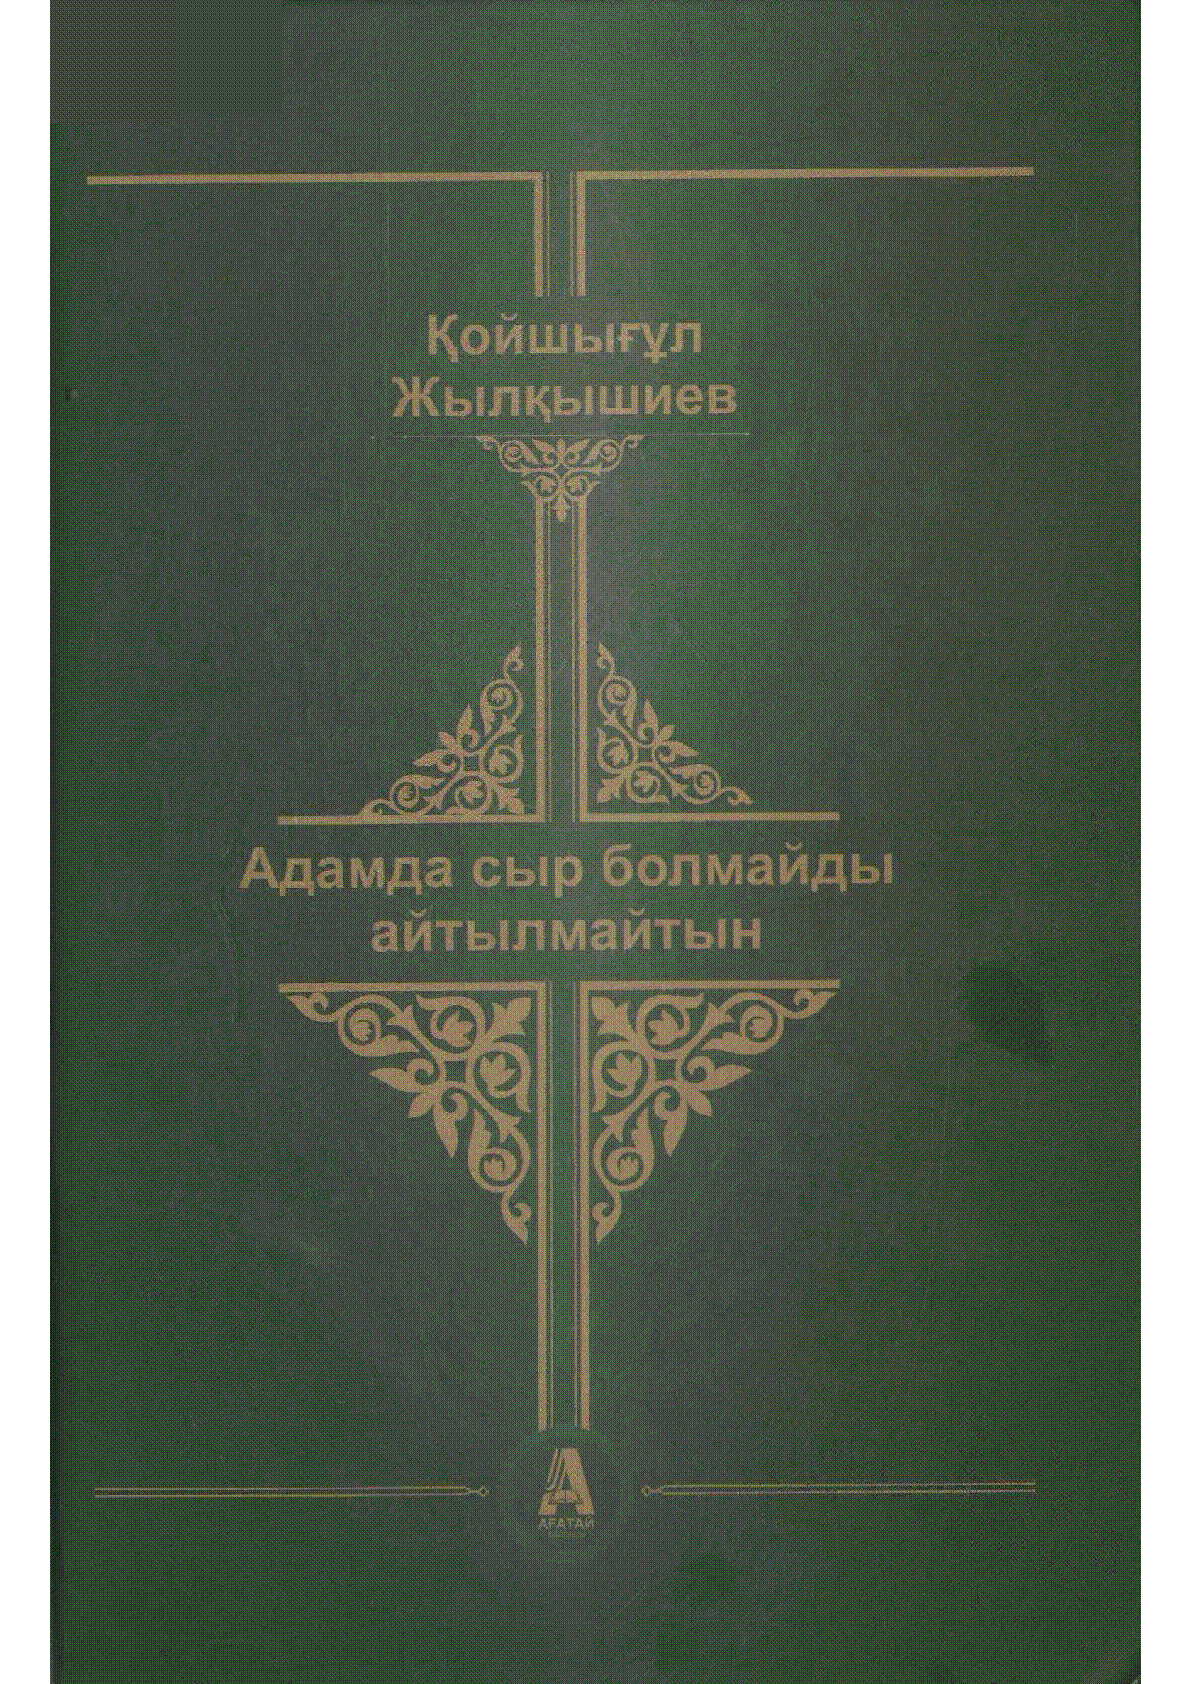 Қойшығұл
Жылқышиев
Адамда сыр болмайды
айтылмайтын
А
АҒАТАЙ